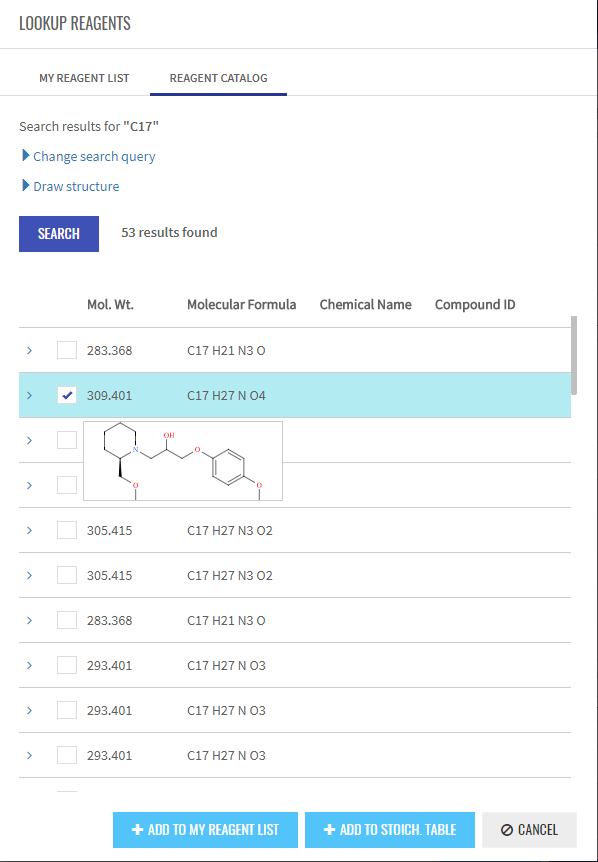 LOOKUP REAGENTS
MY REAGENT LIST REAGENT CATALOG
Search results for "C17"
Change search query
Draw structure
SEARCH 53 results found
Mol. Wt. Molecular Formula Chemical Name Compound ID
283.368 C17 H21 N3 O
309.401 C17 H27 N O4
OH
N O
O O
305.415 C17 H27 N3 O2
305.415 C17 H27 N3 O2
283.368 C17 H21 N3 O
293.401 C17 H27 N O3
293.401 C17 H27 N O3
293.401 C17 H27 N O3
ADD TO MY REAGENT LIST ADD TO STOICH. TABLE CANCEL